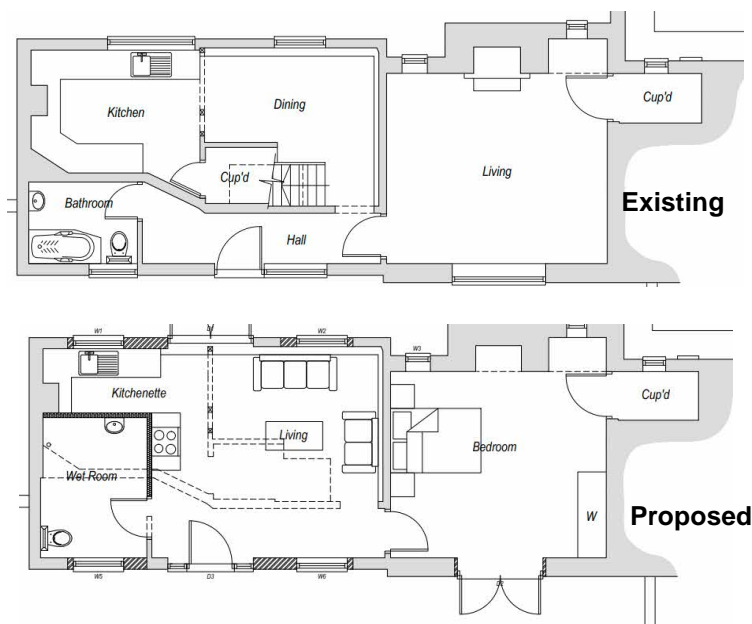 Kitchen
Dining
Cup'd
Cup'd
Living
Existing
Bathroom
Hall
W1
W2
W3
Kitchenette
Cup'd
Living
Bedroom
Wet Room
W
Proposed
W5
D3
W6